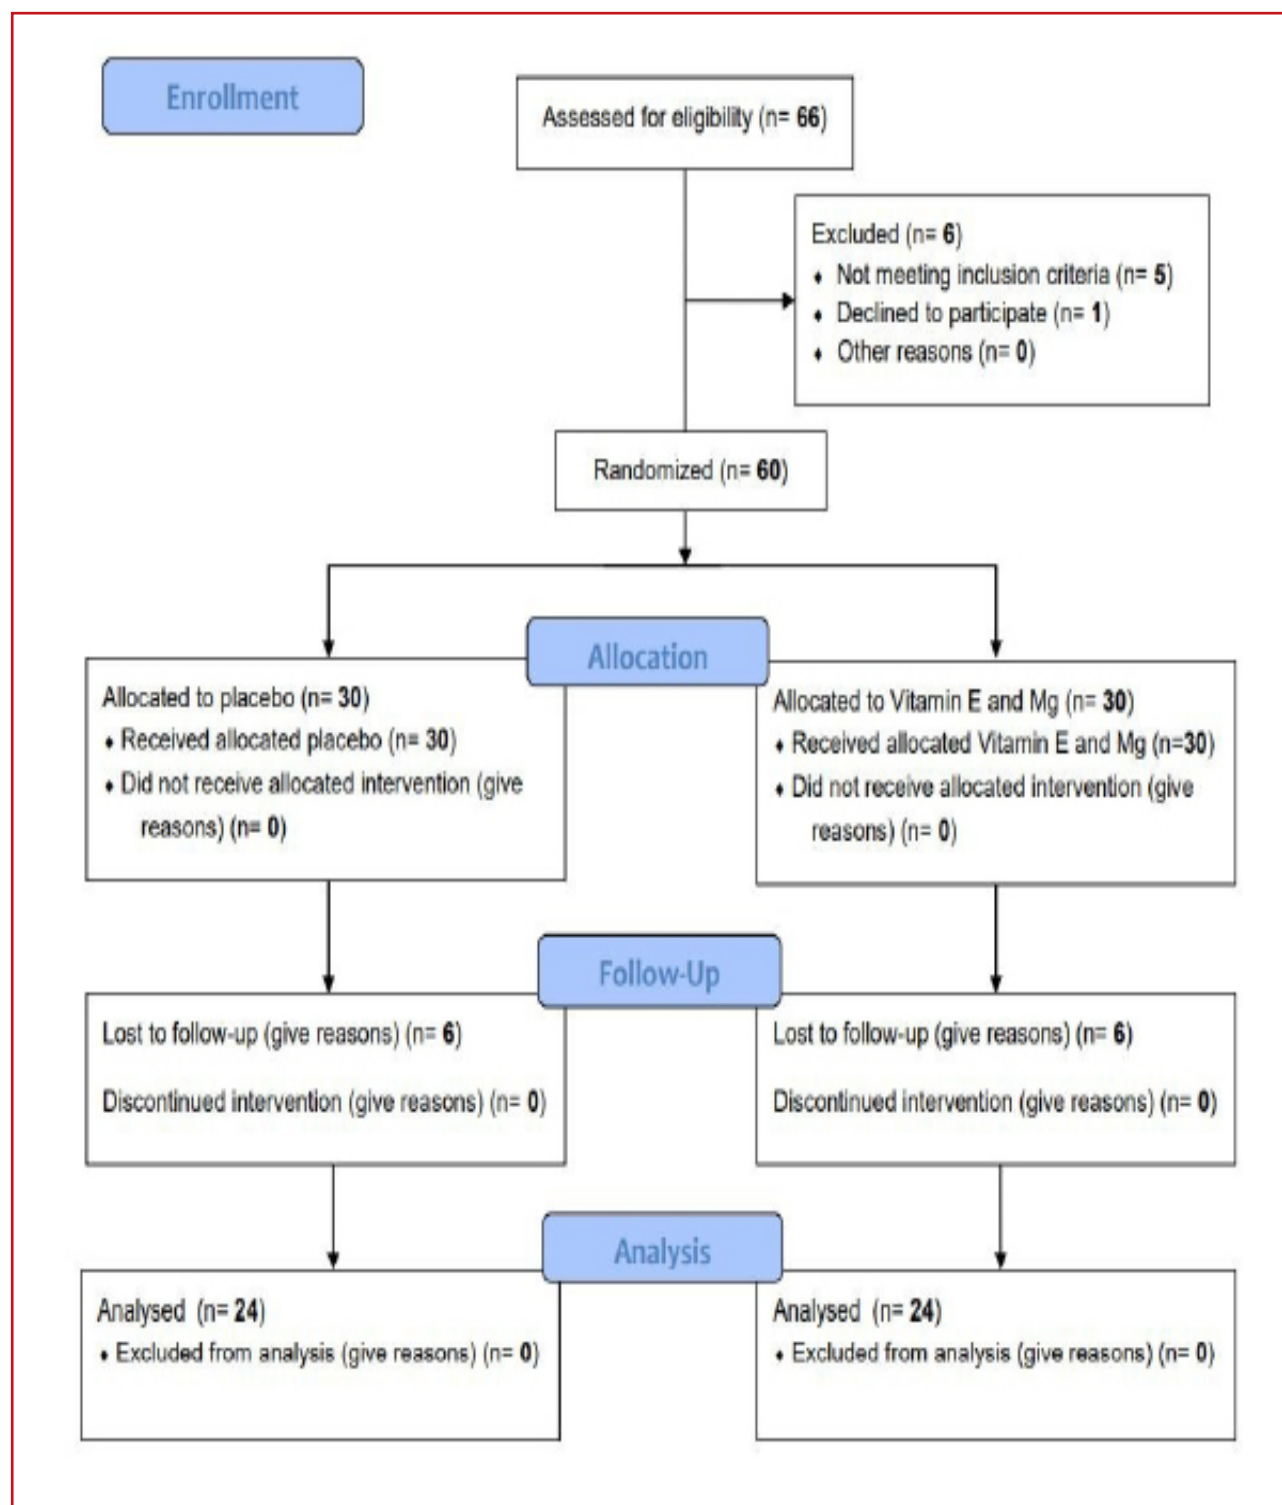 Enrollment
Assessed for eligibility (n= 66)
Excluded (n= 6)
♦ Not meeting inclusion criteria (n= 5)
♦ Declined to participate (n= 1)
♦ Other reasons (n= 0)
Randomized (n= 60)
Allocation
Allocated to placebo (n= 30)
♦ Received allocated placebo (n= 30)
♦ Did not receive allocated intervention (give
reasons) (n= 0)
Allocated to Vitamin E and Mg (n= 30)
♦ Received allocated Vitamin E and Mg (n=30)
♦ Did not receive allocated intervention (give
reasons) (n= 0)
Follow-Up
Lost to follow-up (give reasons) (n= 6)
Discontinued intervention (give reasons) (n= 0)
Lost to follow-up (give reasons) (n= 6)
Discontinued intervention (give reasons) (n= 0)
Analysis
Analysed (n= 24)
♦ Excluded from analysis (give reasons) (n= 0)
Analysed (n= 24)
♦ Excluded from analysis (give reasons) (n= 0)